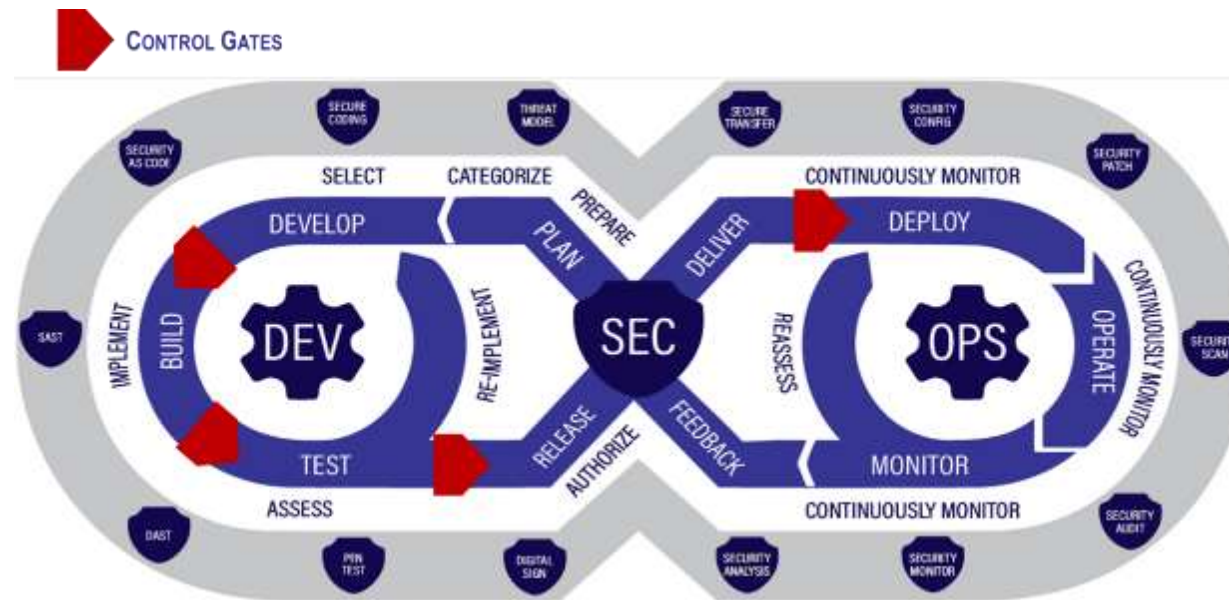 CONTROL GATES
SECURE
CODING
THREAT
MODEL
SECURE
TRANSFER
SECURITY
CONFIG
SECURITY
AS CODE
SECURITY
PATCH
SELECT
CATEGORIZE
CONTINUOUSLY MONITOR
PREPARE
DEVELOP
PLAN
DELIVER
DEPLOY
SAST
IMPLEMENT
BUILD
DEV
RE-IMPLEMENT
SEC
REASSESS
OPS
OPERATE
CONTINUOUSLY MONITOR
SECURITY
SCAN
TEST
RELEASE
AUTHORIZE
FEEDBACK
MONITOR
ASSESS
CONTINUOUSLY MONITOR
DAST
PEN
TEST
DIGITAL
SIGN
SECURITY
ANALYSIS
SECURITY
MONITOR
SECURITY
AUDIT